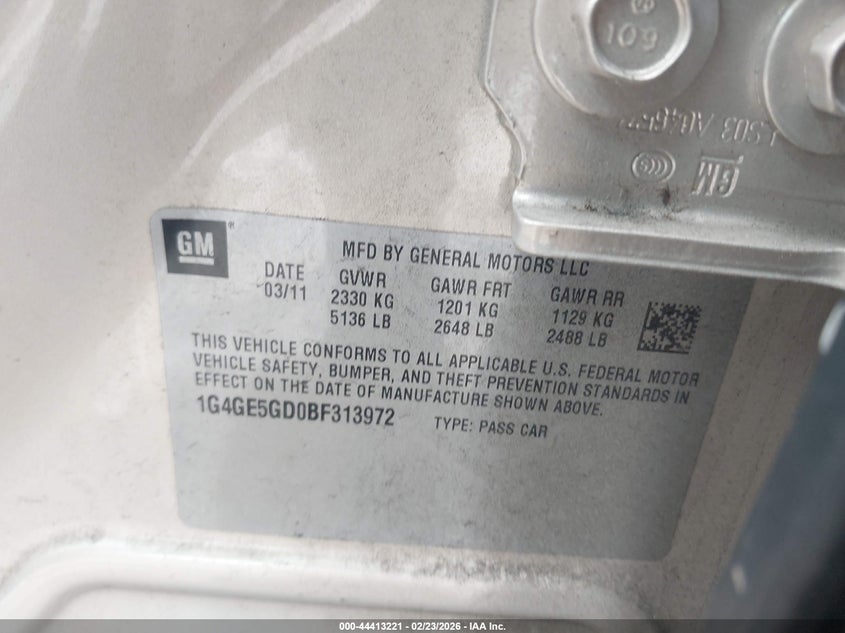 109
GM
GM
MFD BY GENERAL MOTORS LLC
DATE GVWR GAWR FRT GAWR RR
03/11 2330 KG 1201 KG 1129 KG
5136 LB 2648 LB 2488 LB
THIS VEHICLE CONFORMS TO ALL APPLICABLE U.S. FEDERAL MOTOR
VEHICLE SAFETY, BUMPER, AND THEFT PREVENTION STANDARDS IN
EFFECT ON THE DATE OF MANUFACTURE SHOWN ABOVE.
1G4GE5GD0BF313972 TYPE: PASS CAR
000-44413221 - 02/23/2026 - IAA Inc.